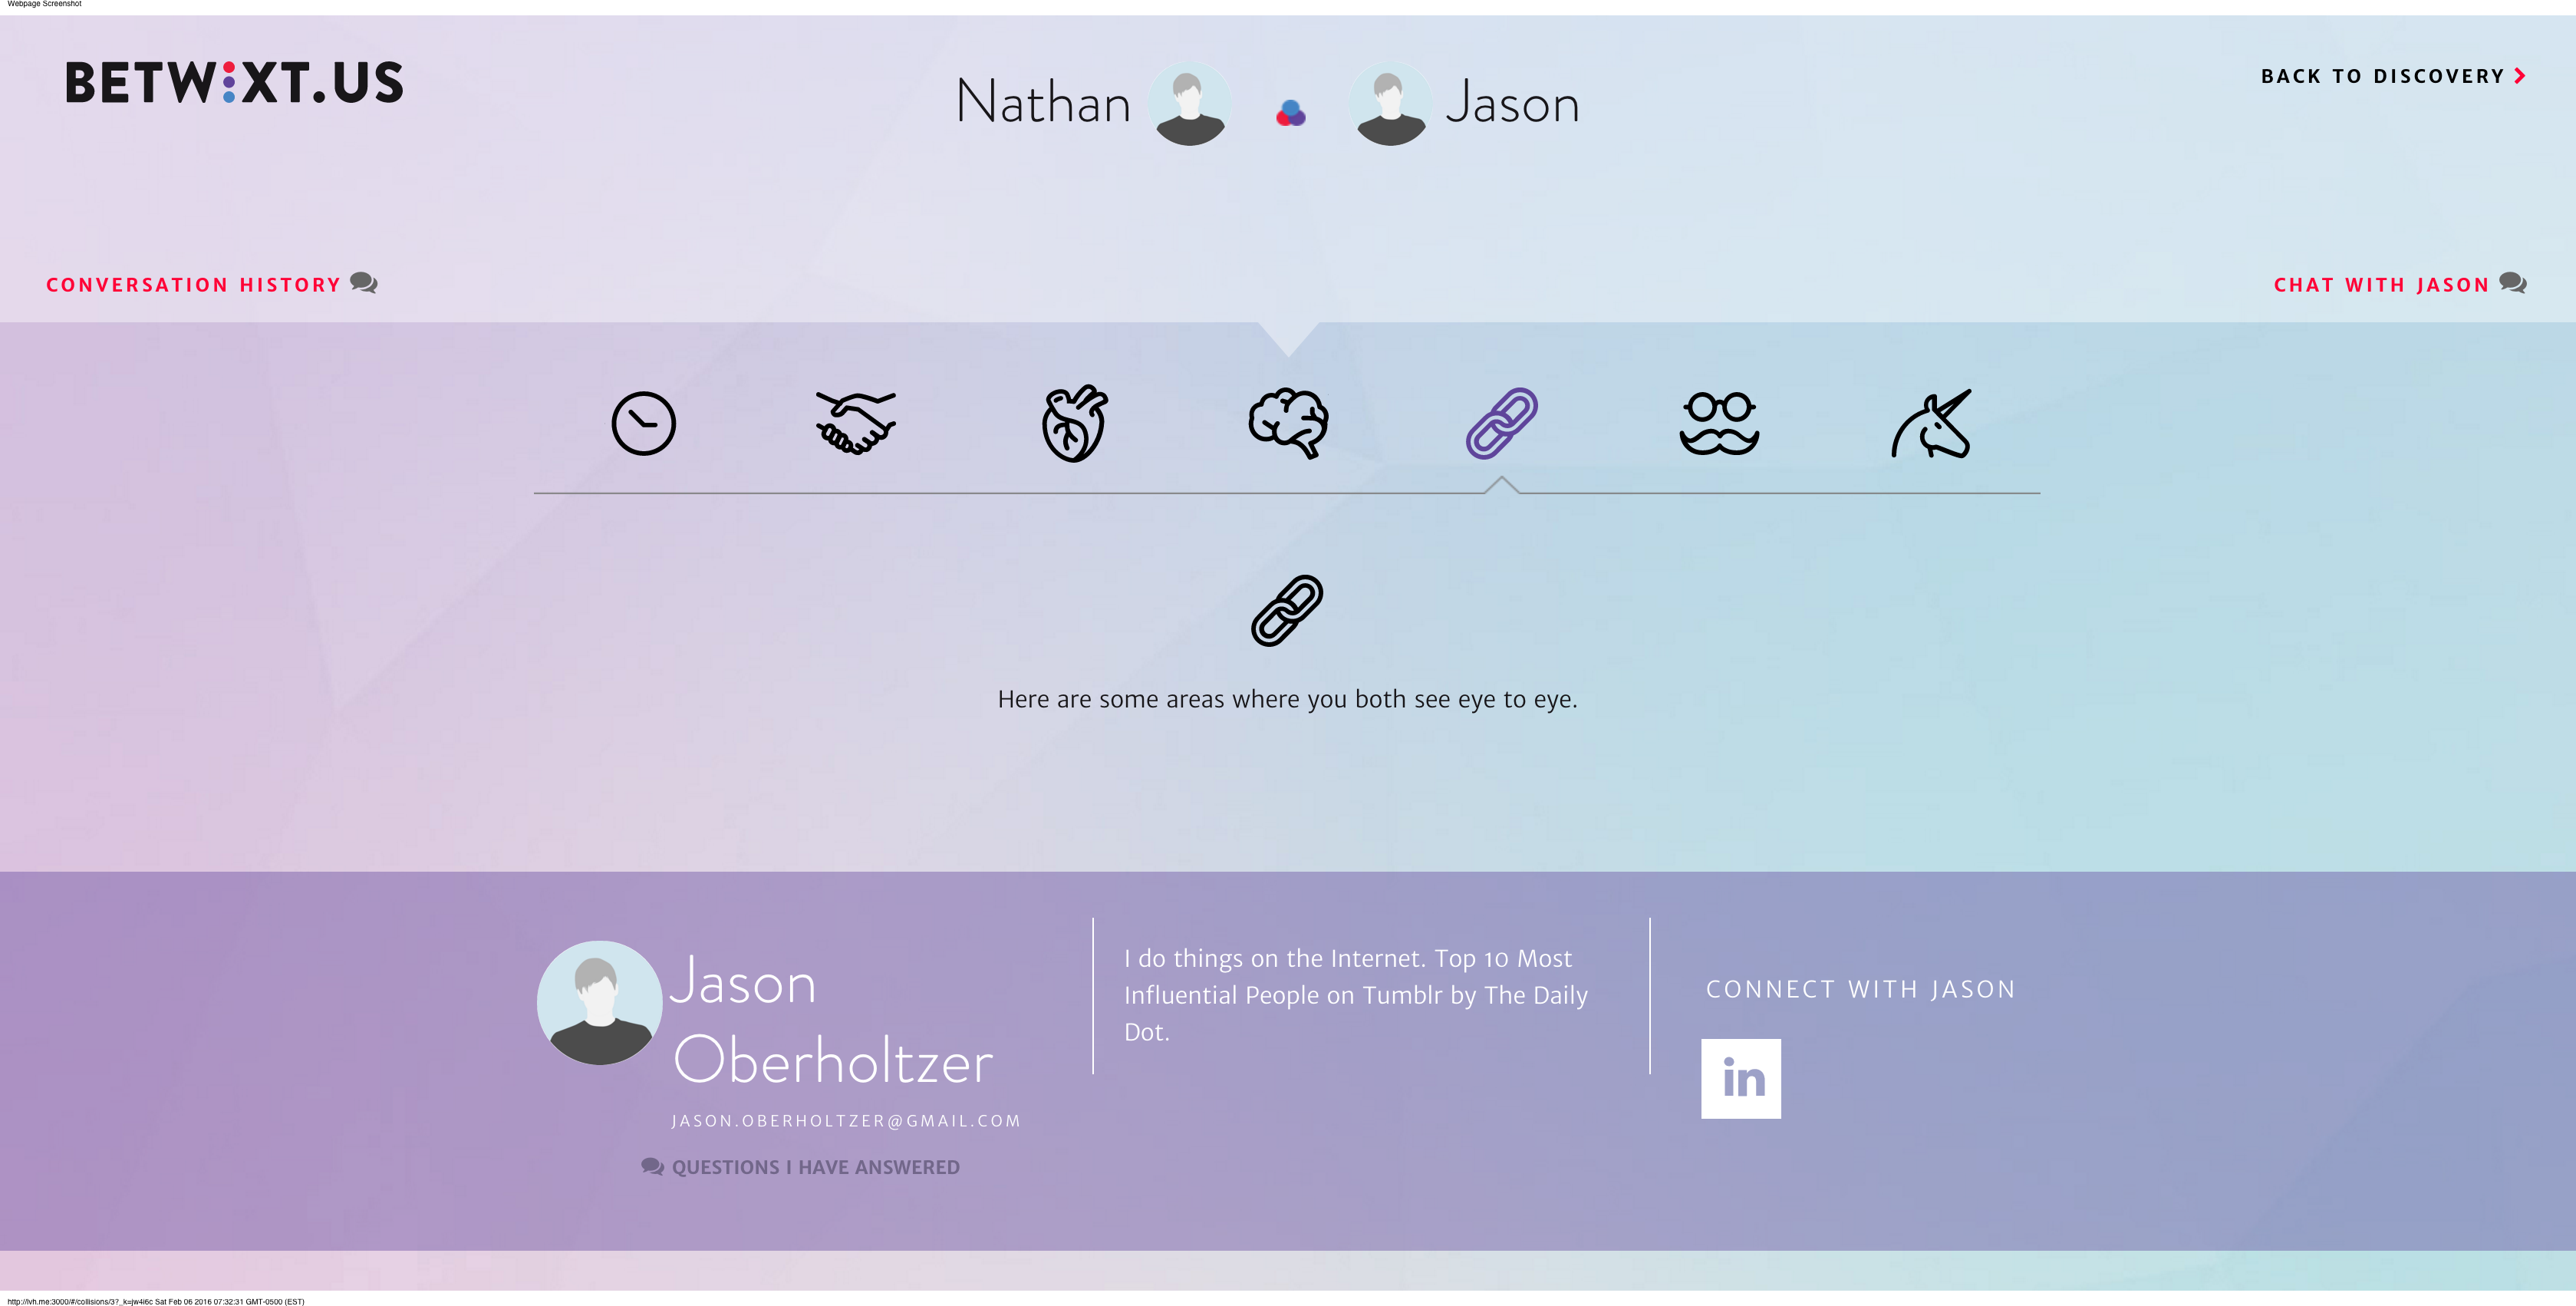 Webpage Screenshot
BETWIXT.US
Nathan
Jason
BACK TO DISCOVERY
CONVERSATION HISTORY
CHAT WITH JASON
Here are some areas where you both see eye to eye.
Jason
Oberholtzer
JASON.OBERHOLTZER@GMAIL.COM
QUESTIONS I HAVE ANSWERED
I do things on the Internet. Top 10 Most
Influential People on Tumblr by The Daily
Dot.
CONNECT WITH JASON
in
http://lvh.me:3000/#/collisions/3?_k=jw4i6c Sat Feb 06 2016 07:32:31 GMT-0500 (EST)